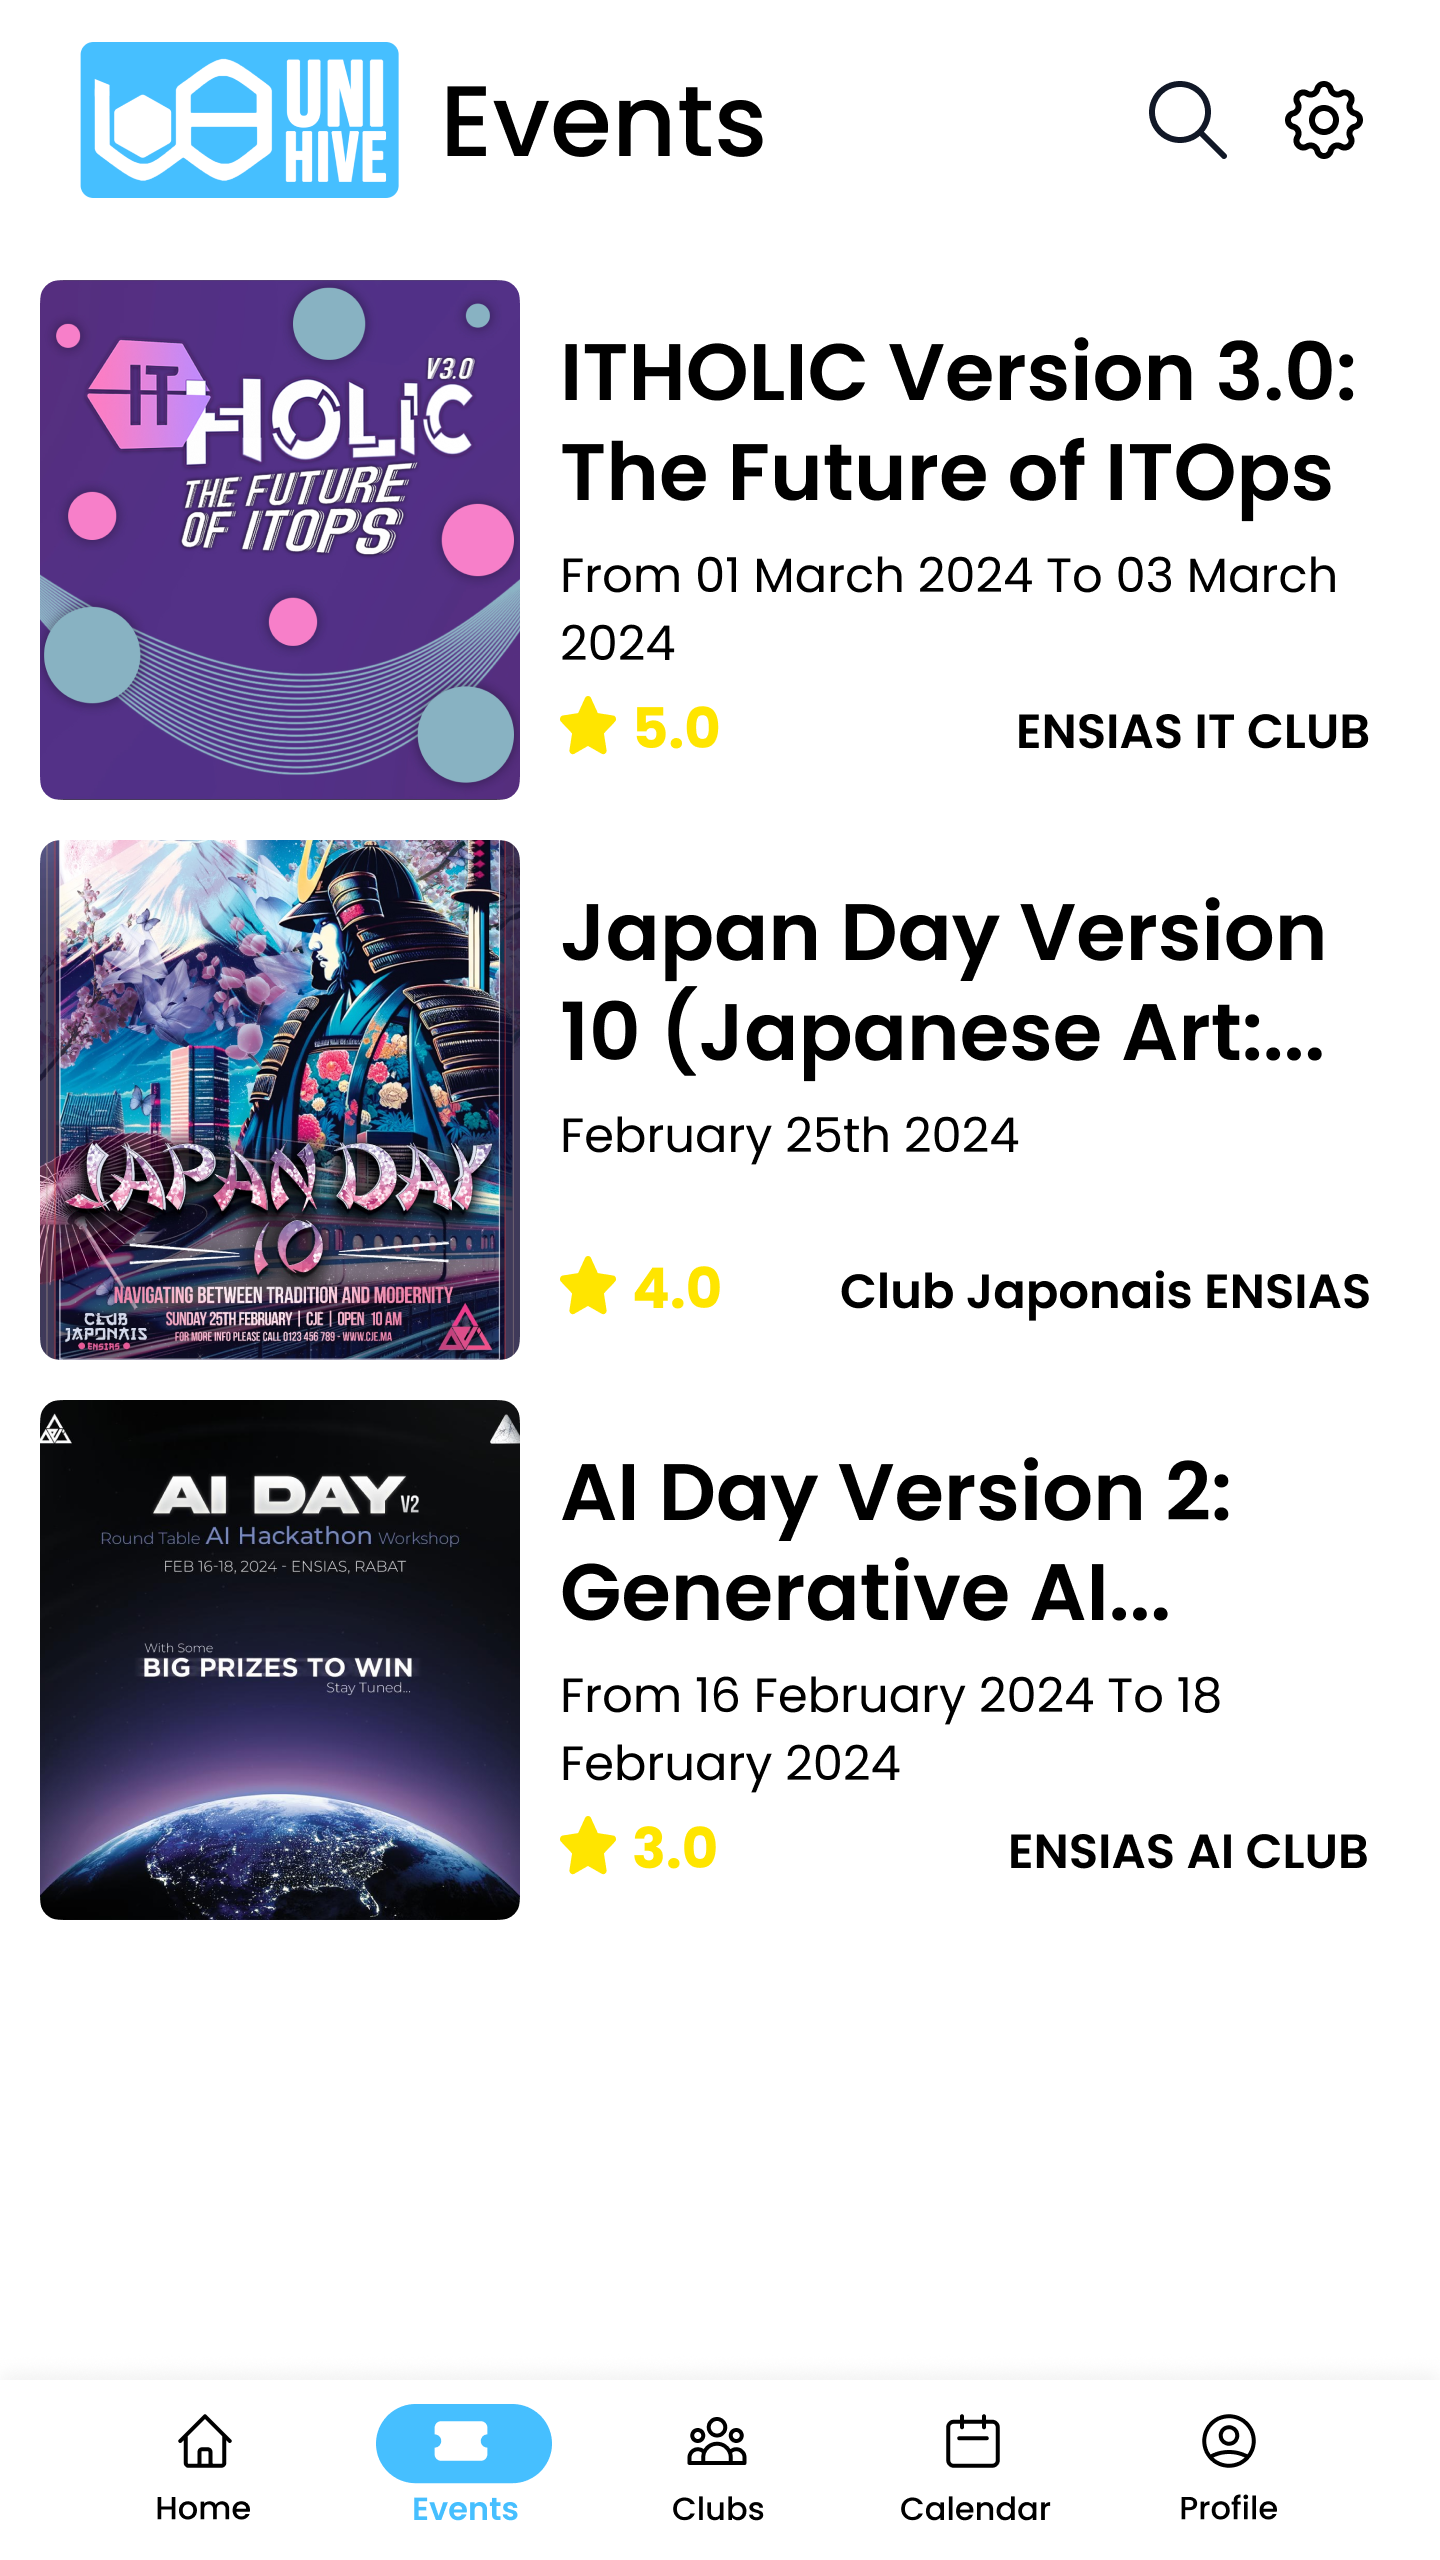 UNI
HIVE
Events
V3.0
IT HOLIC
THE FUTURE
OF ITOPS
ITHOLIC Version 3.0:
The Future of ITOps
From 01 March 2024 To 03 March
2024
5.0
ENSIAS IT CLUB
JAPAN DAY
10
NAVIGATING BETWEEN TRADITION AND MODERNITY
SUNDAY 25TH FEBRUARY | CJE | OPEN 10 AM
FOR MORE INFO PLEASE CALL 0123 456 789 - WWW.CJE.MA
CLUB
JAPONAIS
ENSIAS
Japan Day Version
10 (Japanese Art:...
February 25th 2024
4.0
Club Japonais ENSIAS
AI DAY V2
Round Table AI Hackathon Workshop
FEB 16-18, 2024 - ENSIAS, RABAT
With Some
BIG PRIZES TO WIN
Stay Tuned...
AI Day Version 2:
Generative AI...
From 16 February 2024 To 18
February 2024
3.0
ENSIAS AI CLUB
Home
Events
Clubs
Calendar
Profile